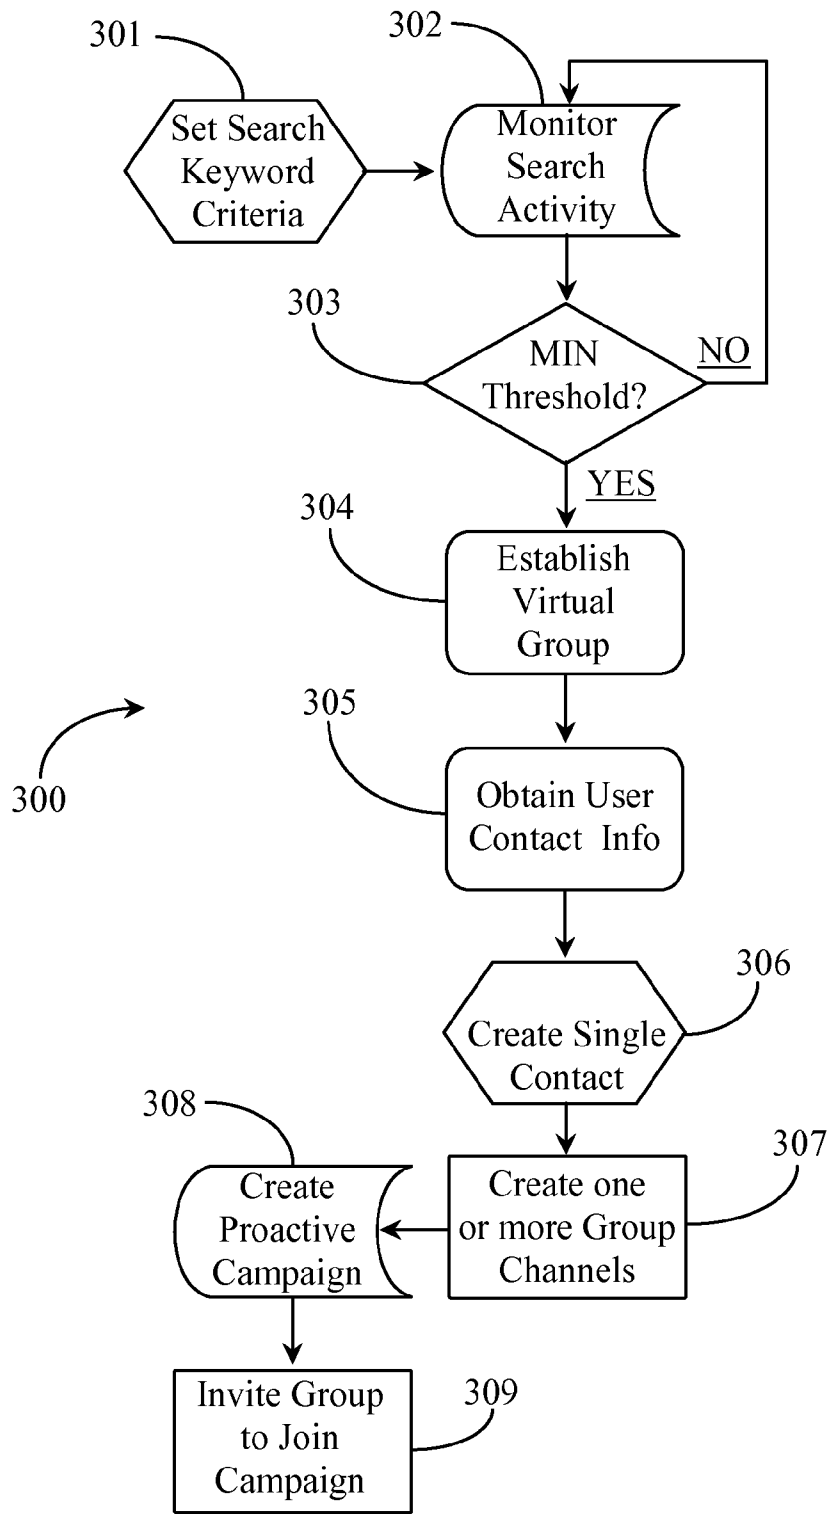 301
302
Set Search
Keyword
Criteria
Monitor
Search
Activity
303
MIN
Threshold?
NO
YES
304
Establish
Virtual
Group
300
305
Obtain User
Contact Info
306
Create Single
Contact
307
Create one
or more Group
Channels
308
Create
Proactive
Campaign
309
Invite Group
to Join
Campaign